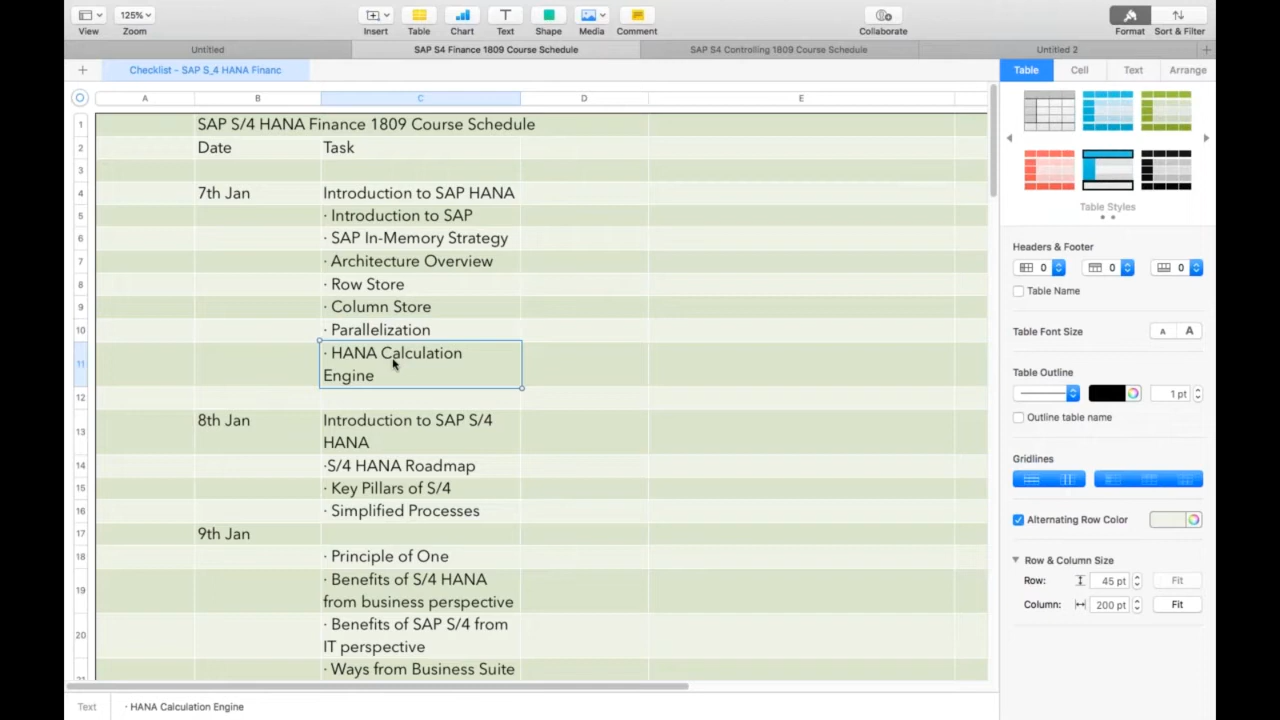 125%
View
Zoom
Insert
Table
Chart
Text
Shape
Media
Comment
Collaborate
Format
Sort & Filter
Untitled
SAP S4 Finance 1809 Course Schedule
SAP S4 Controlling 1809 Course Schedule
Untitled 2
Checklist - SAP S_4 HANA Financ
Table
Cell
Text
Arrange
A
B
C
D
E
1
SAP S/4 HANA Finance 1809 Course Schedule
2
Date
Task
3
4
7th Jan
Introduction to SAP HANA
5
· Introduction to SAP
6
· SAP In-Memory Strategy
7
· Architecture Overview
8
· Row Store
9
· Column Store
10
· Parallelization
11
· HANA Calculation
Engine
12
13
8th Jan
Introduction to SAP S/4
HANA
14
·S/4 HANA Roadmap
15
· Key Pillars of S/4
16
· Simplified Processes
17
9th Jan
18
· Principle of One
19
· Benefits of S/4 HANA
from business perspective
20
· Benefits of SAP S/4 from
IT perspective
21
· Ways from Business Suite
Table Styles
Headers & Footer
0
0
0
Table Name
Table Font Size
A
A
Table Outline
1 pt
Outline table name
Gridlines
Alternating Row Color
Row & Column Size
Row:
45 pt
Fit
Column:
200 pt
Fit
Text
· HANA Calculation Engine